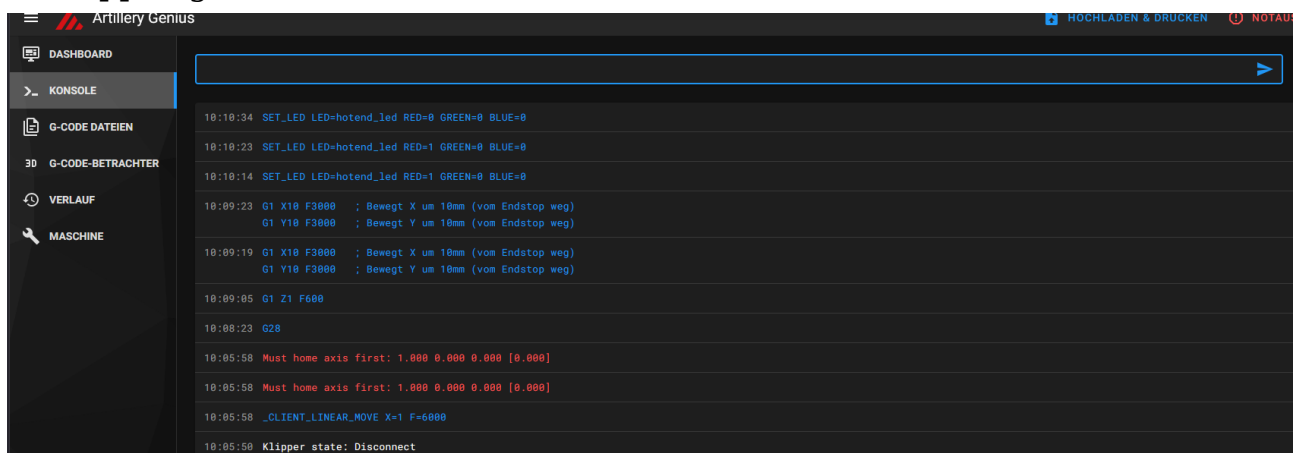 Artillery Genius
HOCHLADEN & DRUCKEN
NOTAUS
DASHBOARD
KONSOLE
G-CODE DATEIEN
3D G-CODE-BETRACHTER
VERLAUF
MASCHINE
10:10:34 SET_LED LED=hotend_led RED=0 GREEN=0 BLUE=0
10:10:23 SET_LED LED=hotend_led RED=1 GREEN=0 BLUE=0
10:10:14 SET_LED LED=hotend_led RED=1 GREEN=0 BLUE=0
10:09:23 G1 X10 F3000 ; Bewegt X um 10mm (vom Endstop weg)
G1 Y10 F3000 ; Bewegt Y um 10mm (vom Endstop weg)
10:09:19 G1 X10 F3000 ; Bewegt X um 10mm (vom Endstop weg)
G1 Y10 F3000 ; Bewegt Y um 10mm (vom Endstop weg)
10:09:05 G1 Z1 F600
10:08:23 G28
10:05:58 Must home axis first: 1.000 0.000 0.000 [0.000]
10:05:58 Must home axis first: 1.000 0.000 0.000 [0.000]
10:05:58 _CLIENT_LINEAR_MOVE X=1 F=6000
10:05:50 Klipper state: Disconnect